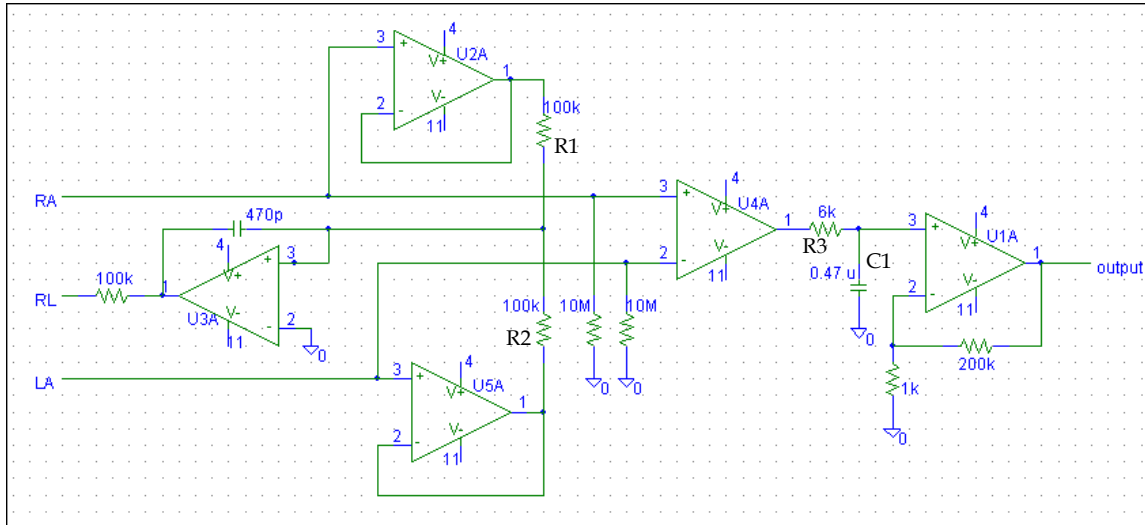 4
3
+
U2A
V+
1
V-
2
-
11
100k
R1
RA
3
+
4
U4A
V+
1
V-
2
-
11
6k
R3
C1
0.47 u
0
3
+
4
U1A
V+
1
output
V-
2
-
11
200k
1k
0
470p
4
3
+
V+
100k
1
RL
V-
U3A
-
2
11
0
100k
R2
10M
10M
0
0
LA
3
+
4
U5A
V+
1
V-
2
-
11